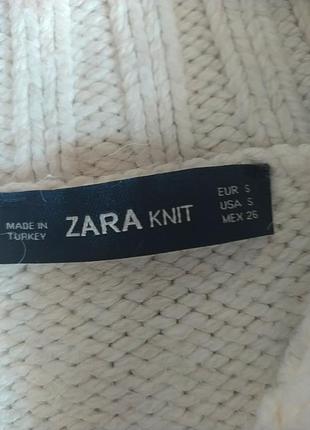 MADE IN
TURKEY
ZARA KNIT
EUR S
USA S
MEX 26